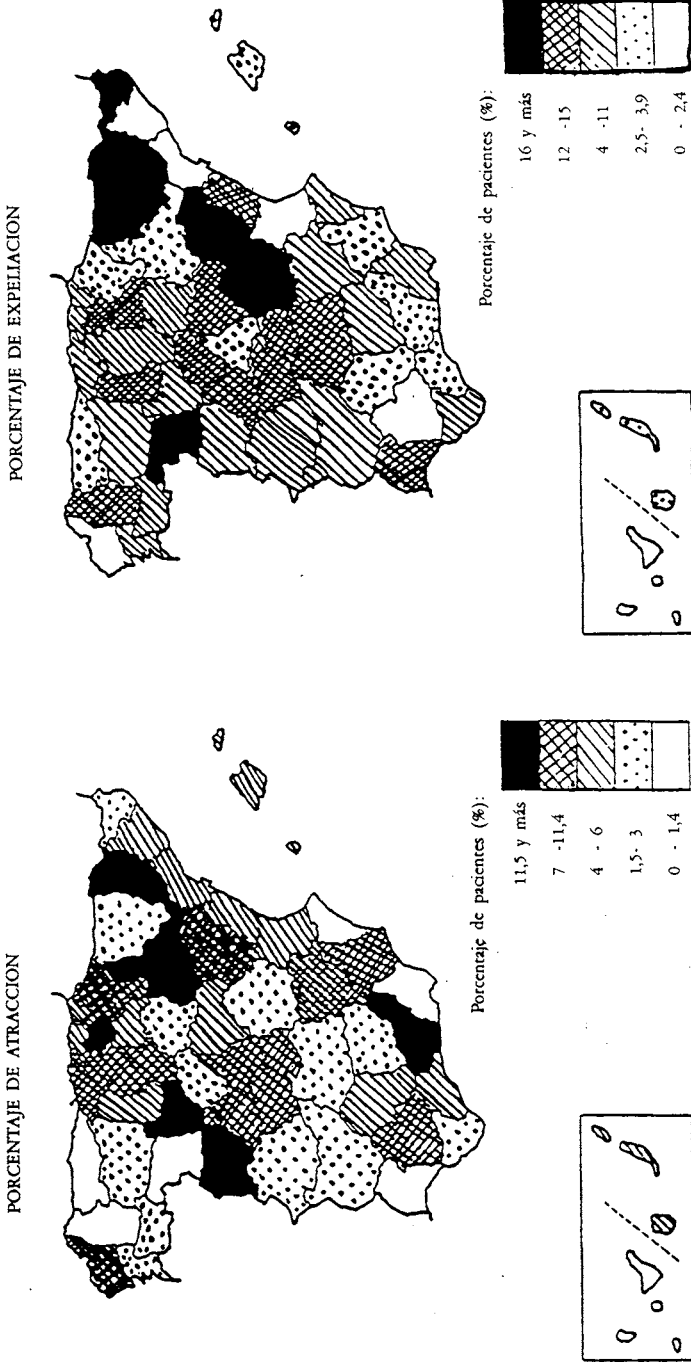 PORCENTAJE DE ATRACCION
Porcentaje de pacientes (%):
11,5 y más
7 -11,4
4 - 6
1,5- 3
0 - 1,4
PORCENTAJE DE EXPELIACION
Porcentaje de pacientes (%):
16 y más
12 -15
4 -11
2,5- 3,9
0 - 2,4